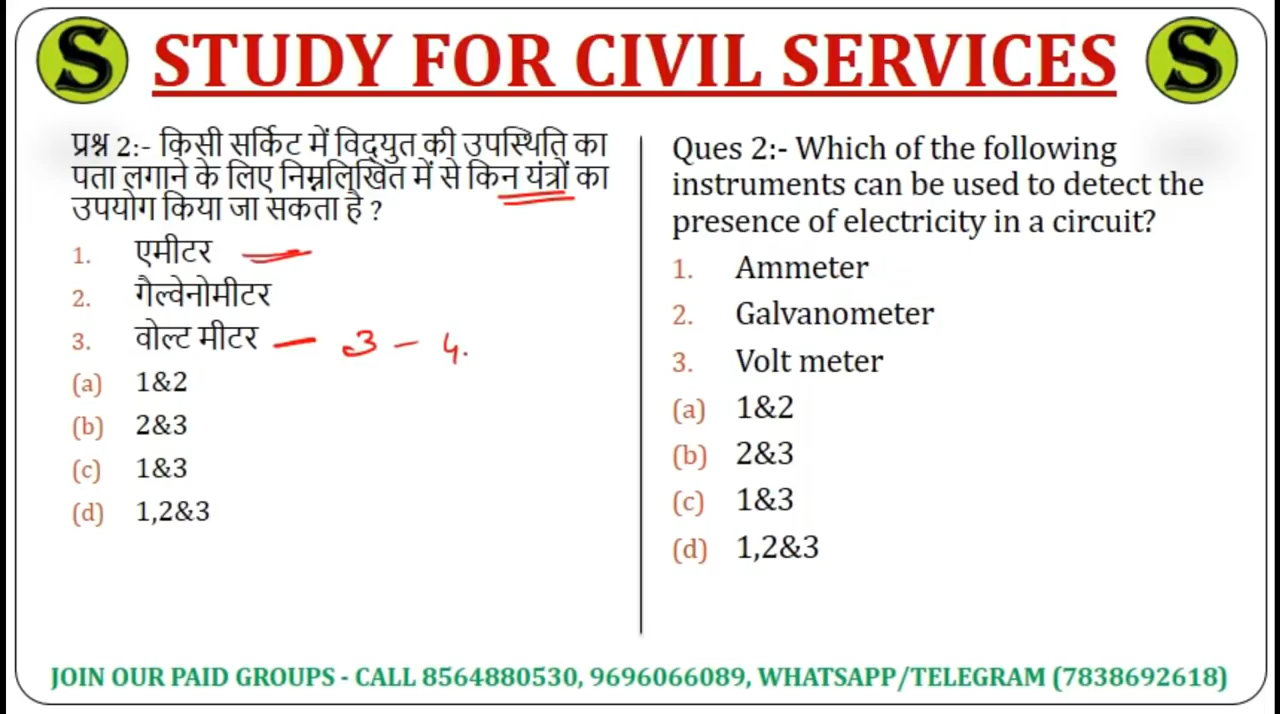 S STUDY FOR CIVIL SERVICES S
प्रश्न 2:- किसी सर्किट में विद्युत की उपस्थिति का
पता लगाने के लिए निम्नलिखित में से किन यंत्रों का
उपयोग किया जा सकता है ?
1. एमीटर
2. गैल्वेनोमीटर
3. वोल्ट मीटर — 3 – 4.
(a) 1&2
(b) 2&3
(c) 1&3
(d) 1,2&3
Ques 2:- Which of the following
instruments can be used to detect the
presence of electricity in a circuit?
1. Ammeter
2. Galvanometer
3. Volt meter
(a) 1&2
(b) 2&3
(c) 1&3
(d) 1,2&3
JOIN OUR PAID GROUPS - CALL 8564880530, 9696066089, WHATSAPP/TELEGRAM (7838692618)